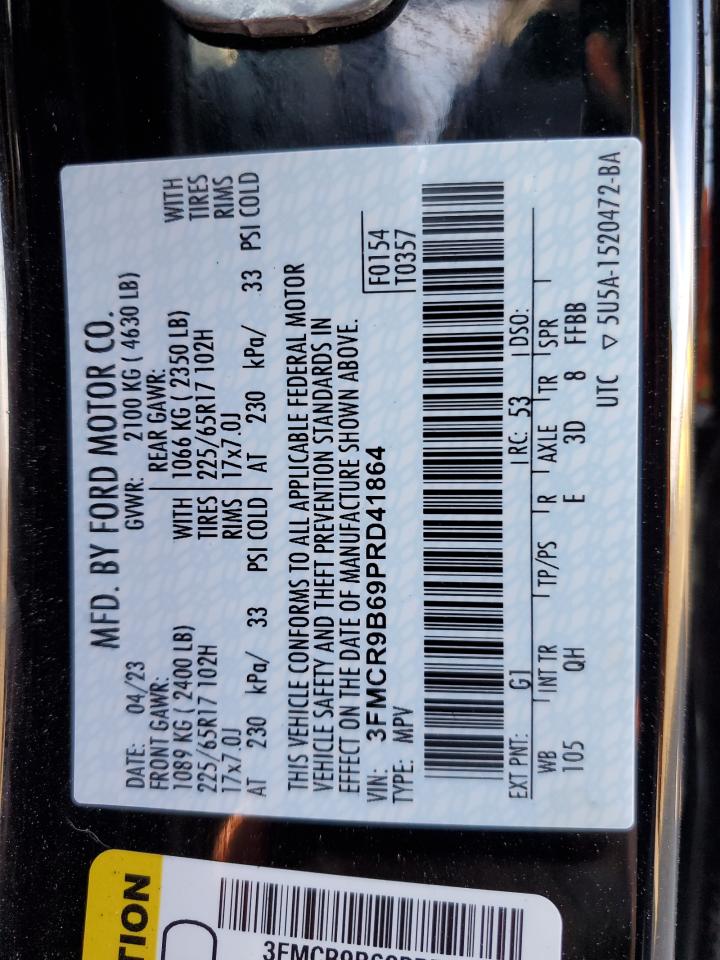 MFD. BY FORD MOTOR CO.
DATE: 04/23 GVWR: 2100 KG ( 4630 LB)
FRONT GAWR: REAR GAWR:
1089 KG ( 2400 LB) WITH 1066 KG ( 2350 LB) WITH
225/65R17 102H TIRES 225/65R17 102H TIRES
17x7.0J RIMS 17x7.0J RIMS
AT 230 kPa/ 33 PSI COLD AT 230 kPa/ 33 PSI COLD
THIS VEHICLE CONFORMS TO ALL APPLICABLE FEDERAL MOTOR
VEHICLE SAFETY AND THEFT PREVENTION STANDARDS IN
EFFECT ON THE DATE OF MANUFACTURE SHOWN ABOVE.
VIN: 3FMCR9B69PRD41864 F0154
TYPE: MPV T0357
EXT PNT: G1 RC: 53 DSO:
WB INT TR TP/PS R AXLE TR SPR
105 QH E 3D 8 FFBB
UTC ▽ 5U5A-1520472-BA
TION